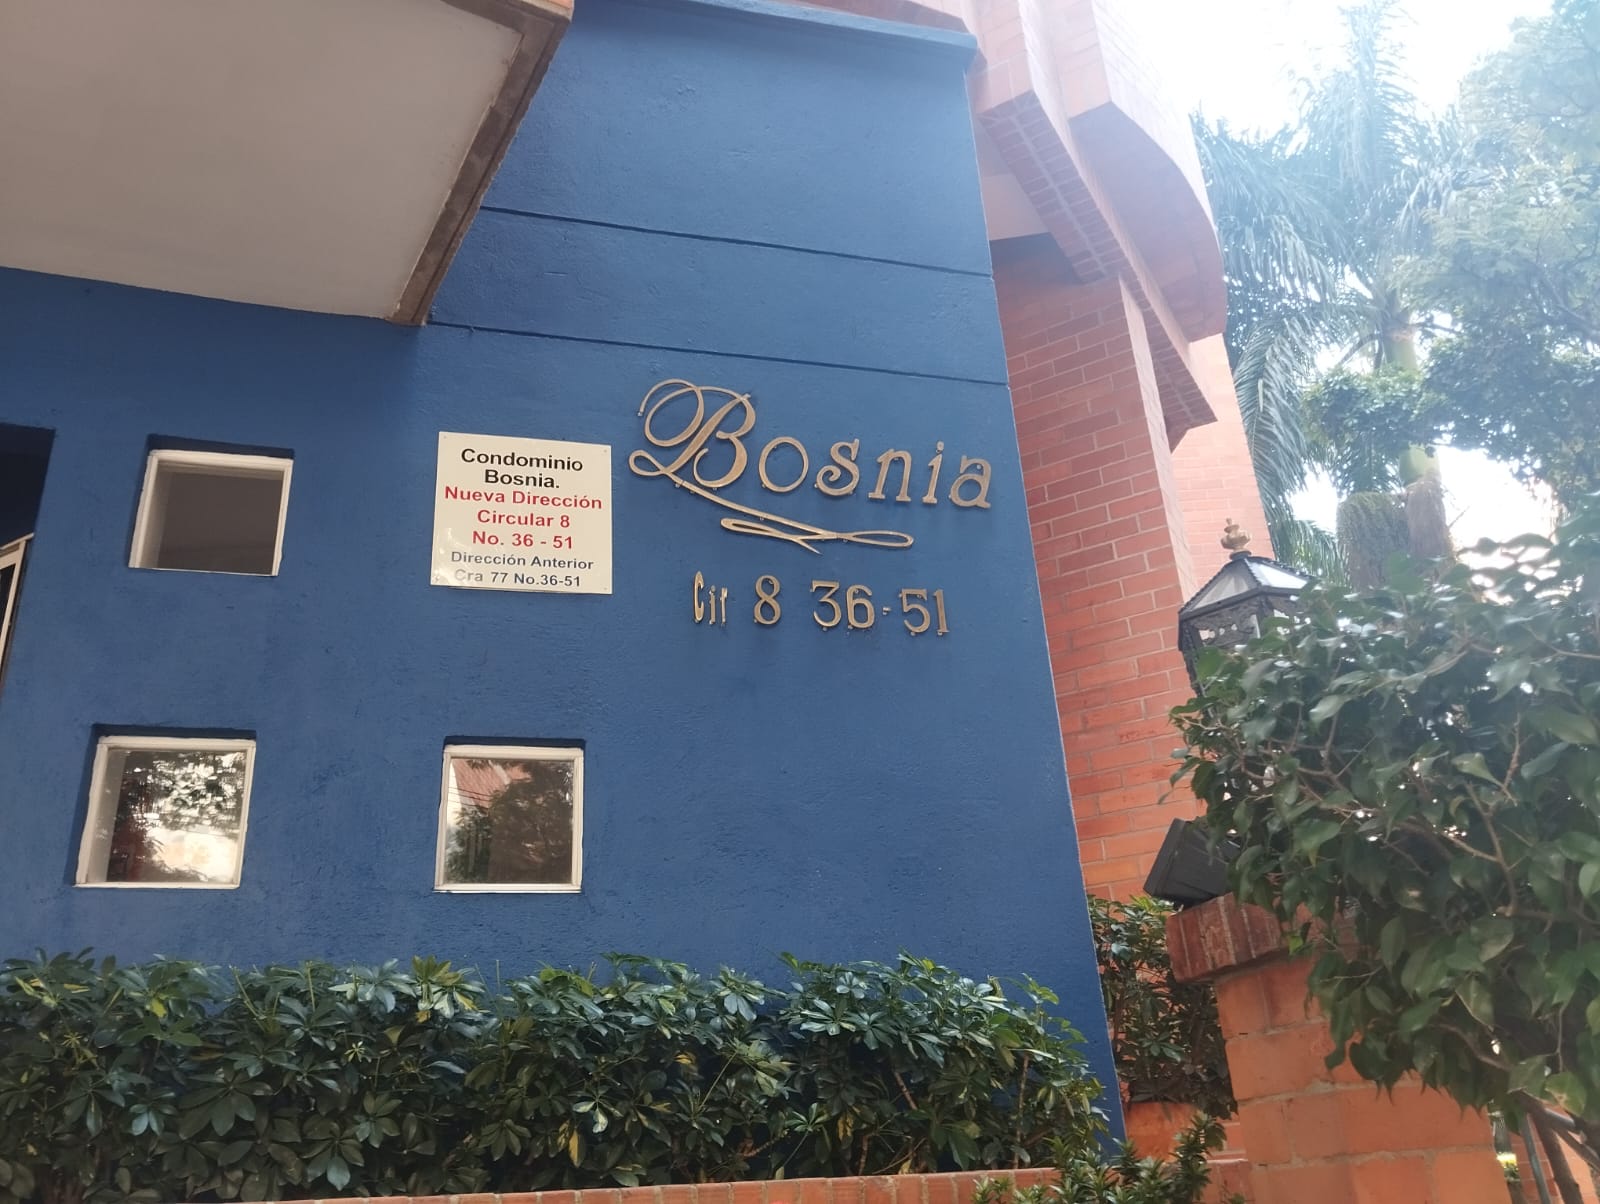 Condominio
Bosnia.
Nueva Dirección
Circular 8
No. 36 - 51
Dirección Anterior
Cra 77 No.36-51
Bosnia
Cir 8 36-51